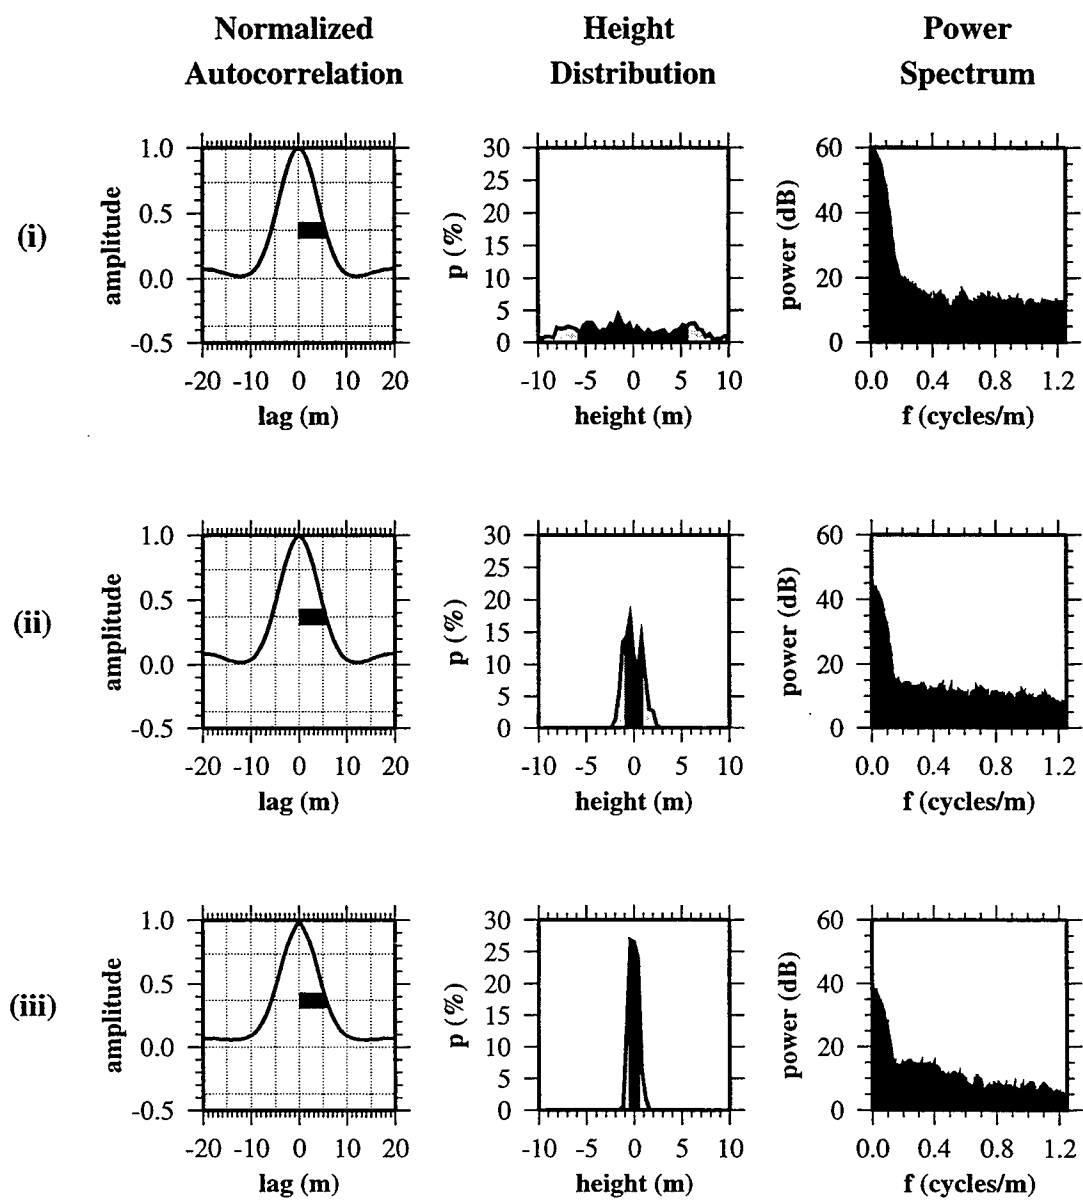 Normalized Autocorrelation
Height Distribution
Power Spectrum
(i)
amplitude
1.0
0.5
0.0
-0.5
-20 -10 0 10 20
lag (m)
p (%)
30
25
20
15
10
5
0
-10 -5 0 5 10
height (m)
power (dB)
60
40
20
0
0.0 0.4 0.8 1.2
f (cycles/m)
(ii)
amplitude
1.0
0.5
0.0
-0.5
-20 -10 0 10 20
lag (m)
p (%)
30
25
20
15
10
5
0
-10 -5 0 5 10
height (m)
power (dB)
60
40
20
0
0.0 0.4 0.8 1.2
f (cycles/m)
(iii)
amplitude
1.0
0.5
0.0
-0.5
-20 -10 0 10 20
lag (m)
p (%)
30
25
20
15
10
5
0
-10 -5 0 5 10
height (m)
power (dB)
60
40
20
0
0.0 0.4 0.8 1.2
f (cycles/m)